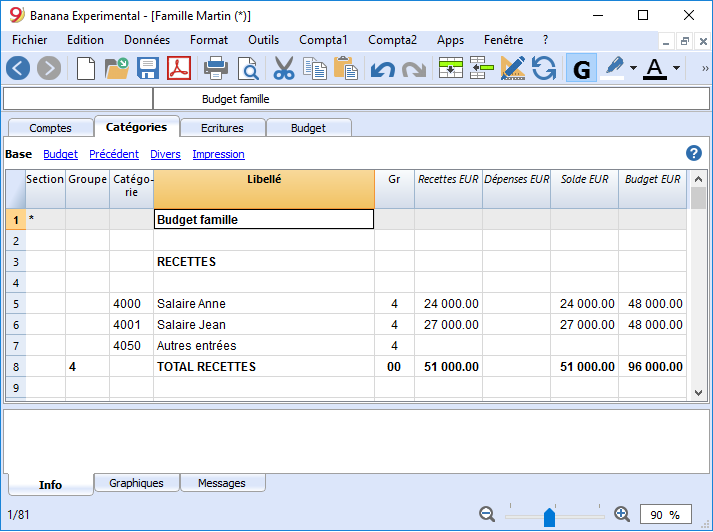 Banana Experimental - [Famille Martin (*)]
Fichier Edition Données Format Outils Compta1 Compta2 Apps Fenêtre ?
G A »
Budget famille
Comptes Catégories Ecritures Budget
Base Budget Précédent Divers Impression ?
Section Groupe Catégo-rie Libellé Gr Recettes EUR Dépenses EUR Solde EUR Budget EUR
1 * Budget famille
2
3 RECETTES
4
5 4000 Salaire Anne 4 24 000.00 24 000.00 48 000.00
6 4001 Salaire Jean 4 27 000.00 27 000.00 48 000.00
7 4050 Autres entrées 4
8 4 TOTAL RECETTES 00 51 000.00 51 000.00 96 000.00
9
Info Graphiques Messages
1/81 90 %